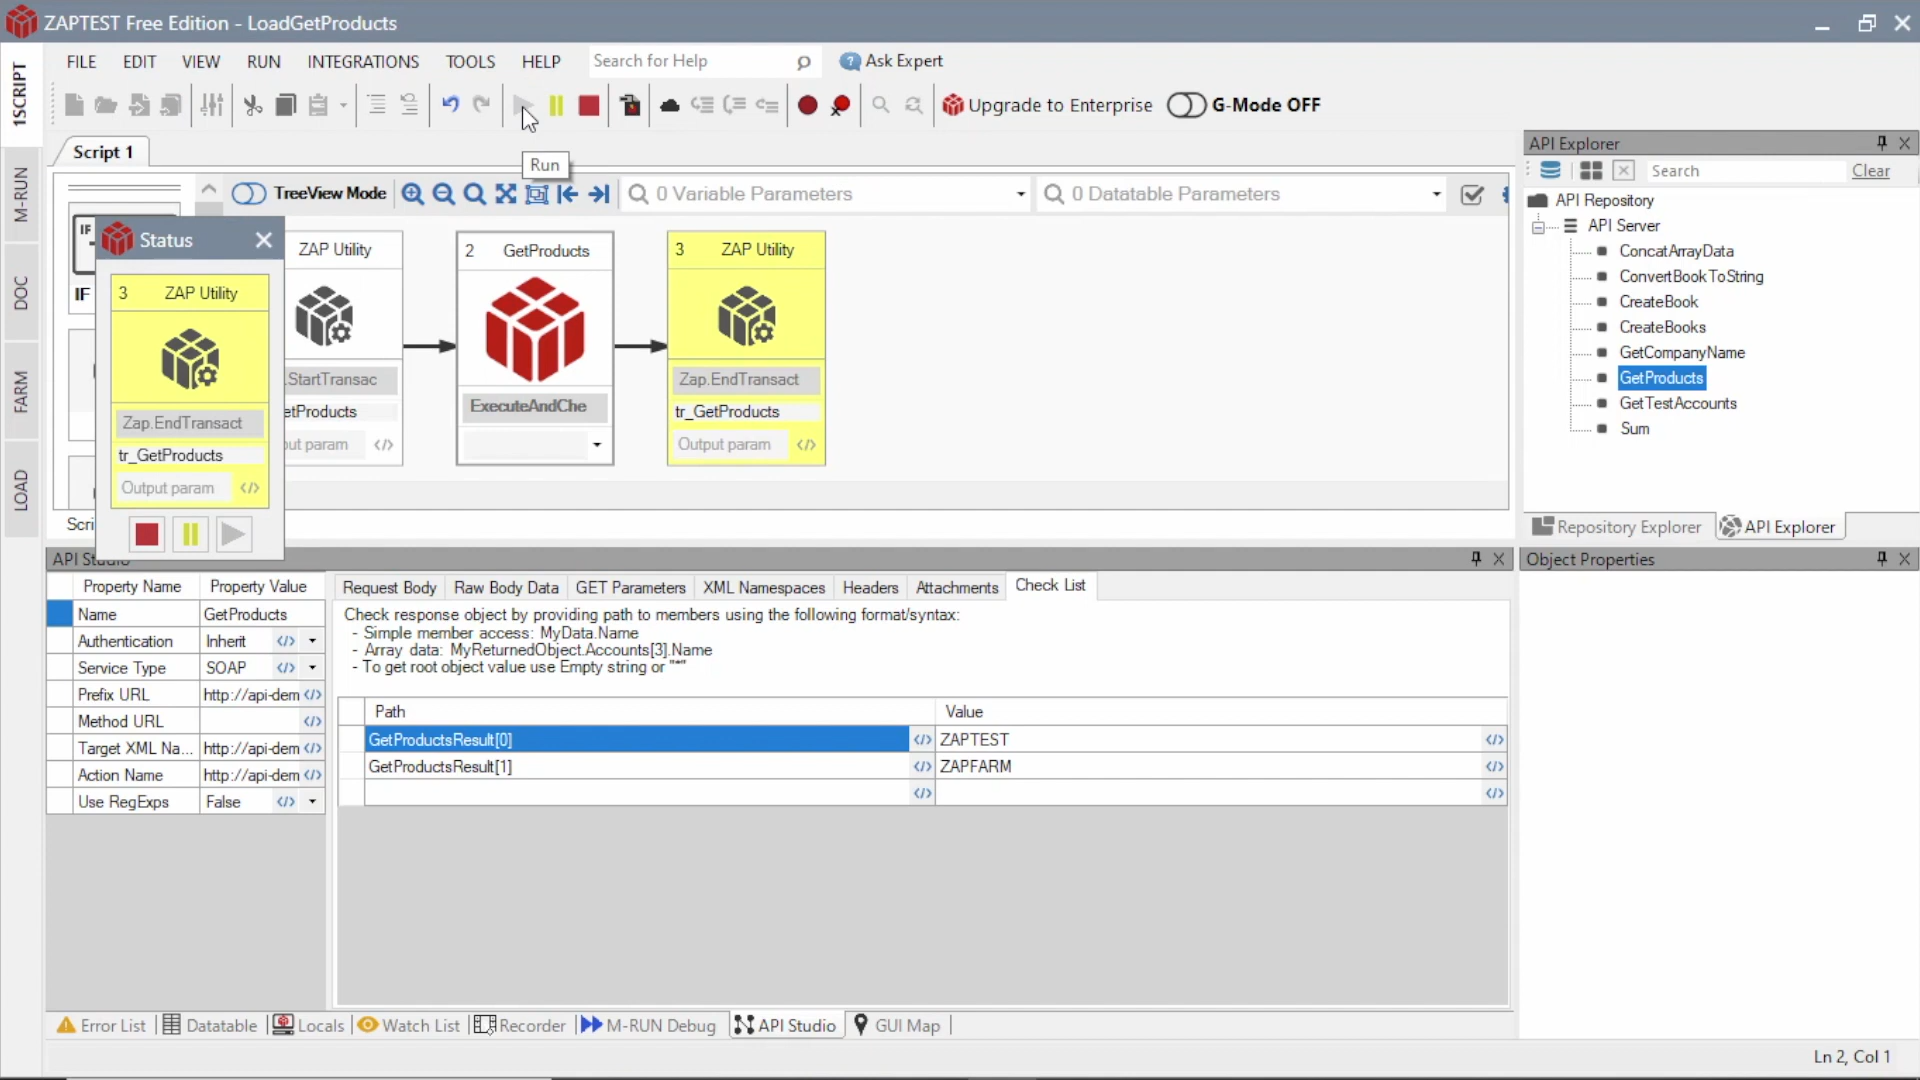 ZAPTEST Free Edition - LoadGetProducts
FILE EDIT VIEW RUN INTEGRATIONS TOOLS HELP Search for Help Ask Expert
Upgrade to Enterprise G-Mode OFF
1SCRIPT
M-RUN
DOC
FARM
LOAD
Script 1
Run
TreeView Mode 0 Variable Parameters 0 Datatable Parameters
IF
IF
Status
3 ZAP Utility
Zap.EndTransact
tr_GetProducts
Output param
ZAP Utility
.StartTransac
etProducts
out param
2 GetProducts
ExecuteAndChe
3 ZAP Utility
Zap.EndTransact
tr_GetProducts
Output param
Scri
API Explorer
Search Clear
API Repository
API Server
ConcatArrayData
ConvertBookToString
CreateBook
CreateBooks
GetCompanyName
GetProducts
GetTestAccounts
Sum
Repository Explorer API Explorer
API Studio
Property Name Property Value
Name GetProducts
Authentication Inherit
Service Type SOAP
Prefix URL http://api-dem
Method URL
Target XML Na... http://api-dem
Action Name http://api-dem
Use RegExps False
Request Body Raw Body Data GET Parameters XML Namespaces Headers Attachments Check List
Check response object by providing path to members using the following format/syntax:
- Simple member access: MyData.Name
- Array data: MyReturnedObject.Accounts[3].Name
- To get root object value use Empty string or "*"
Path Value
GetProductsResult[0] ZAPTEST
GetProductsResult[1] ZAPFARM
Object Properties
Error List Datatable Locals Watch List Recorder M-RUN Debug API Studio GUI Map
Ln 2, Col 1